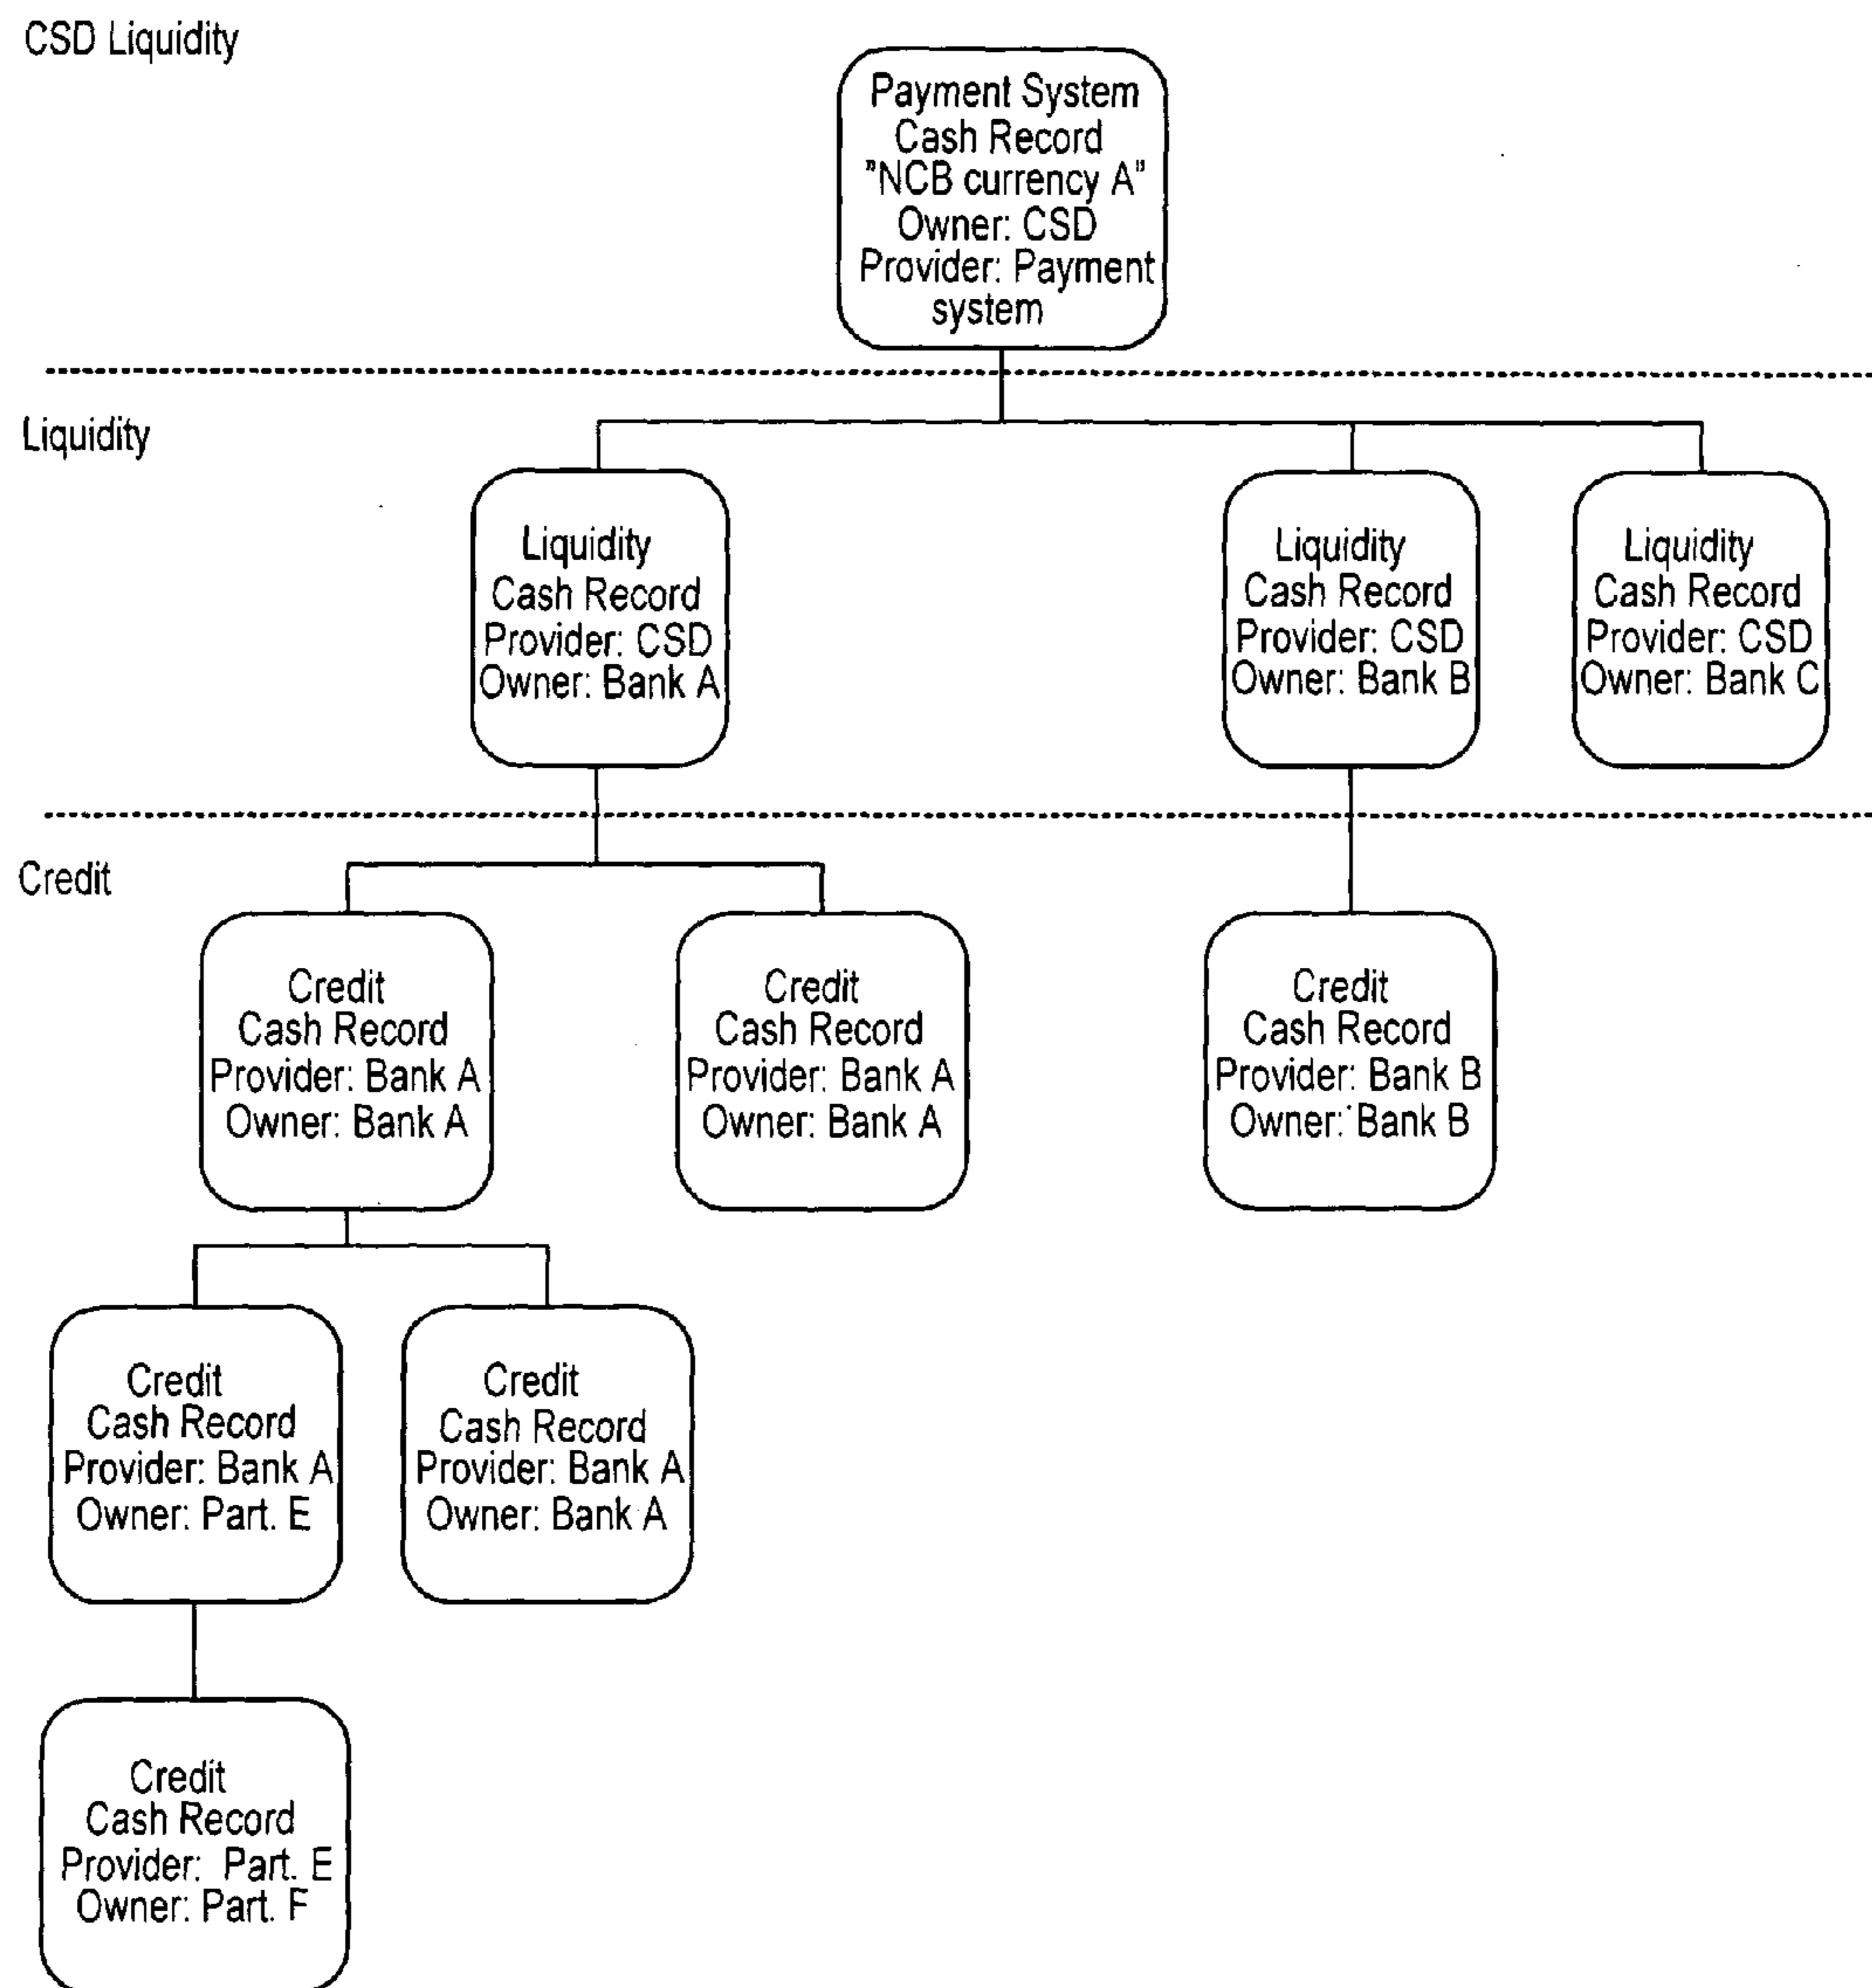 CSD Liquidity
Payment System
Cash Record
"NCB currency A"
Owner: CSD
Provider: Payment
system
Liquidity
Liquidity
Cash Record
Provider: CSD
Owner: Bank A
Liquidity
Cash Record
Provider: CSD
Owner: Bank B
Liquidity
Cash Record
Provider: CSD
Owner: Bank C
Credit
Credit
Cash Record
Provider: Bank A
Owner: Bank A
Credit
Cash Record
Provider: Bank A
Owner: Bank A
Credit
Cash Record
Provider: Bank B
Owner: Bank B
Credit
Cash Record
Provider: Bank A
Owner: Part. E
Credit
Cash Record
Provider: Bank A
Owner: Bank A
Credit
Cash Record
Provider: Part. E
Owner: Part. F